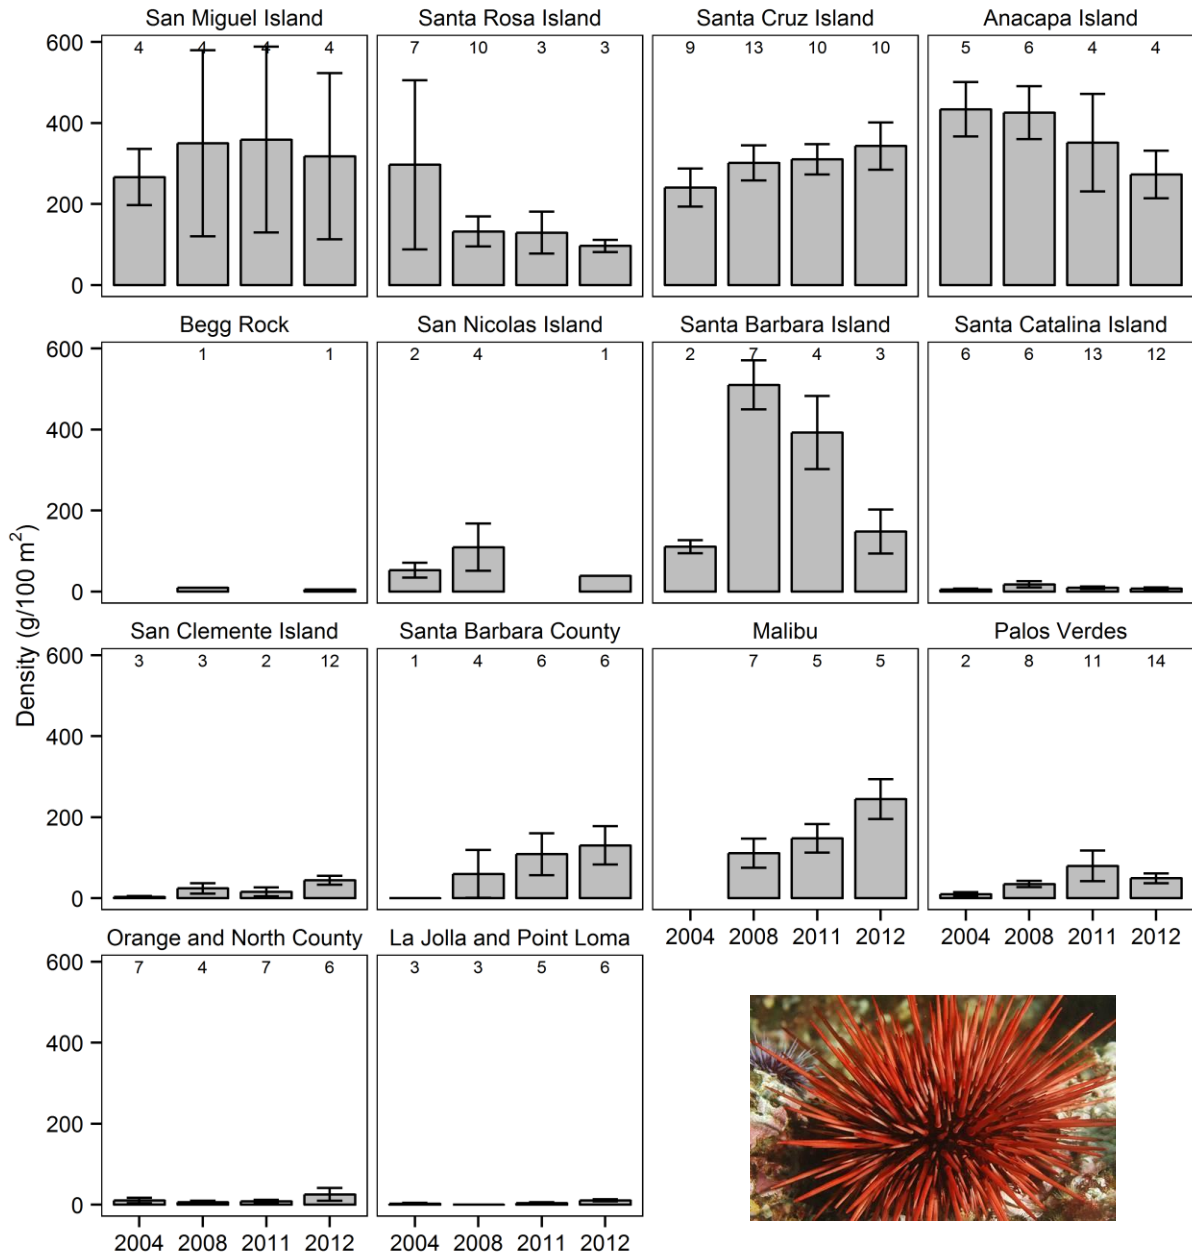 San Miguel Island Santa Rosa Island Santa Cruz Island Anacapa Island
600 4 4 4 4 7 10 3 3 9 13 10 10 5 6 4 4
400
200
0
Begg Rock San Nicolas Island Santa Barbara Island Santa Catalina Island
600 1 1 2 4 1 2 7 4 3 6 6 13 12
400
200
0
Density (g/100 m²)
San Clemente Island Santa Barbara County Malibu Palos Verdes
600 3 3 2 12 1 4 6 6 7 5 5 2 8 11 14
400
200
0
2004 2008 2011 2012 2004 2008 2011 2012
Orange and North County La Jolla and Point Loma
600 7 4 7 6 3 3 5 6
400
200
0
2004 2008 2011 2012 2004 2008 2011 2012